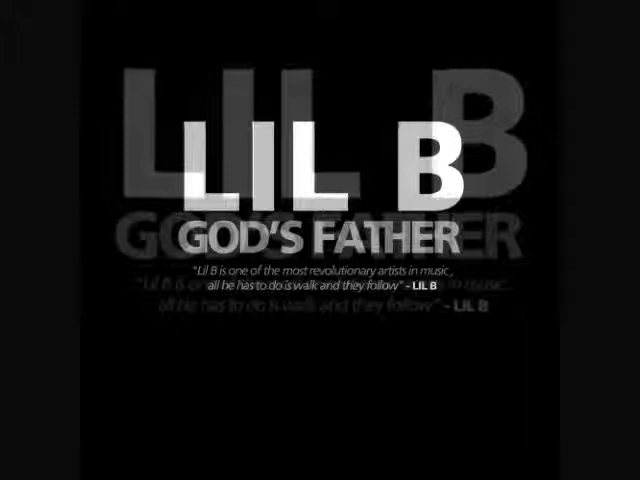 LIL B
GOD'S FATHER
"Lil B is one of the most revolutionary artists in music.,
all he has to do is walk and they follow" - LIL B